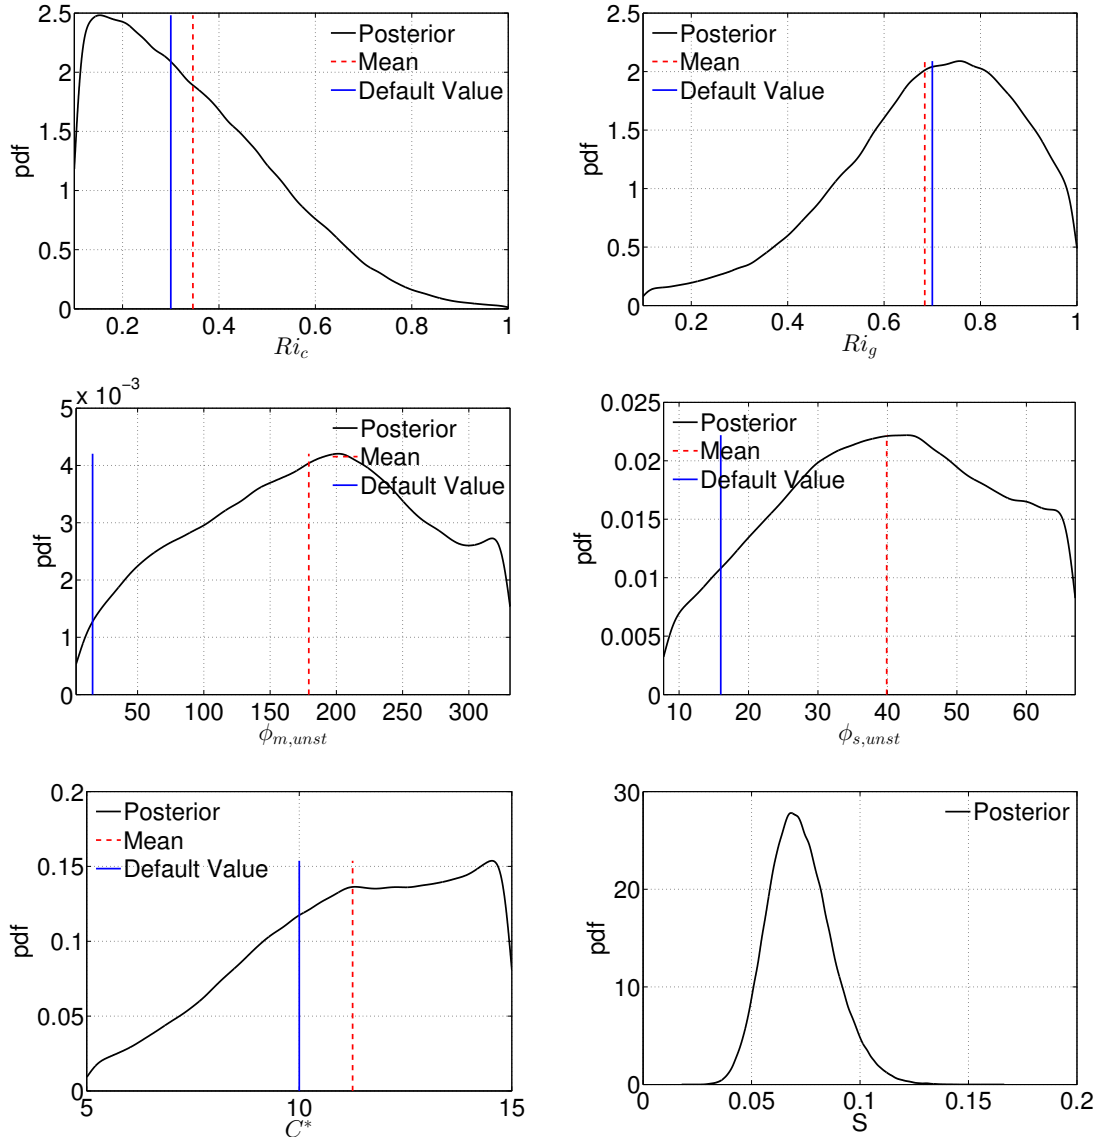 2.5
2
1.5
1
0.5
0
pdf
Posterior
Mean
Default Value
0.2 0.4 0.6 0.8 1
Ri_c
2.5
2
1.5
1
0.5
0
pdf
Posterior
Mean
Default Value
0.2 0.4 0.6 0.8 1
Ri_g
5 x 10⁻³
4
3
2
1
0
pdf
Posterior
Mean
Default Value
50 100 150 200 250 300
ϕ_{m,unst}
0.025
0.02
0.015
0.01
0.005
0
pdf
Posterior
Mean
Default Value
10 20 30 40 50 60
ϕ_{s,unst}
0.2
0.15
0.1
0.05
0
pdf
Posterior
Mean
Default Value
5 10 15
C*
30
20
10
0
pdf
Posterior
0 0.05 0.1 0.15 0.2
S